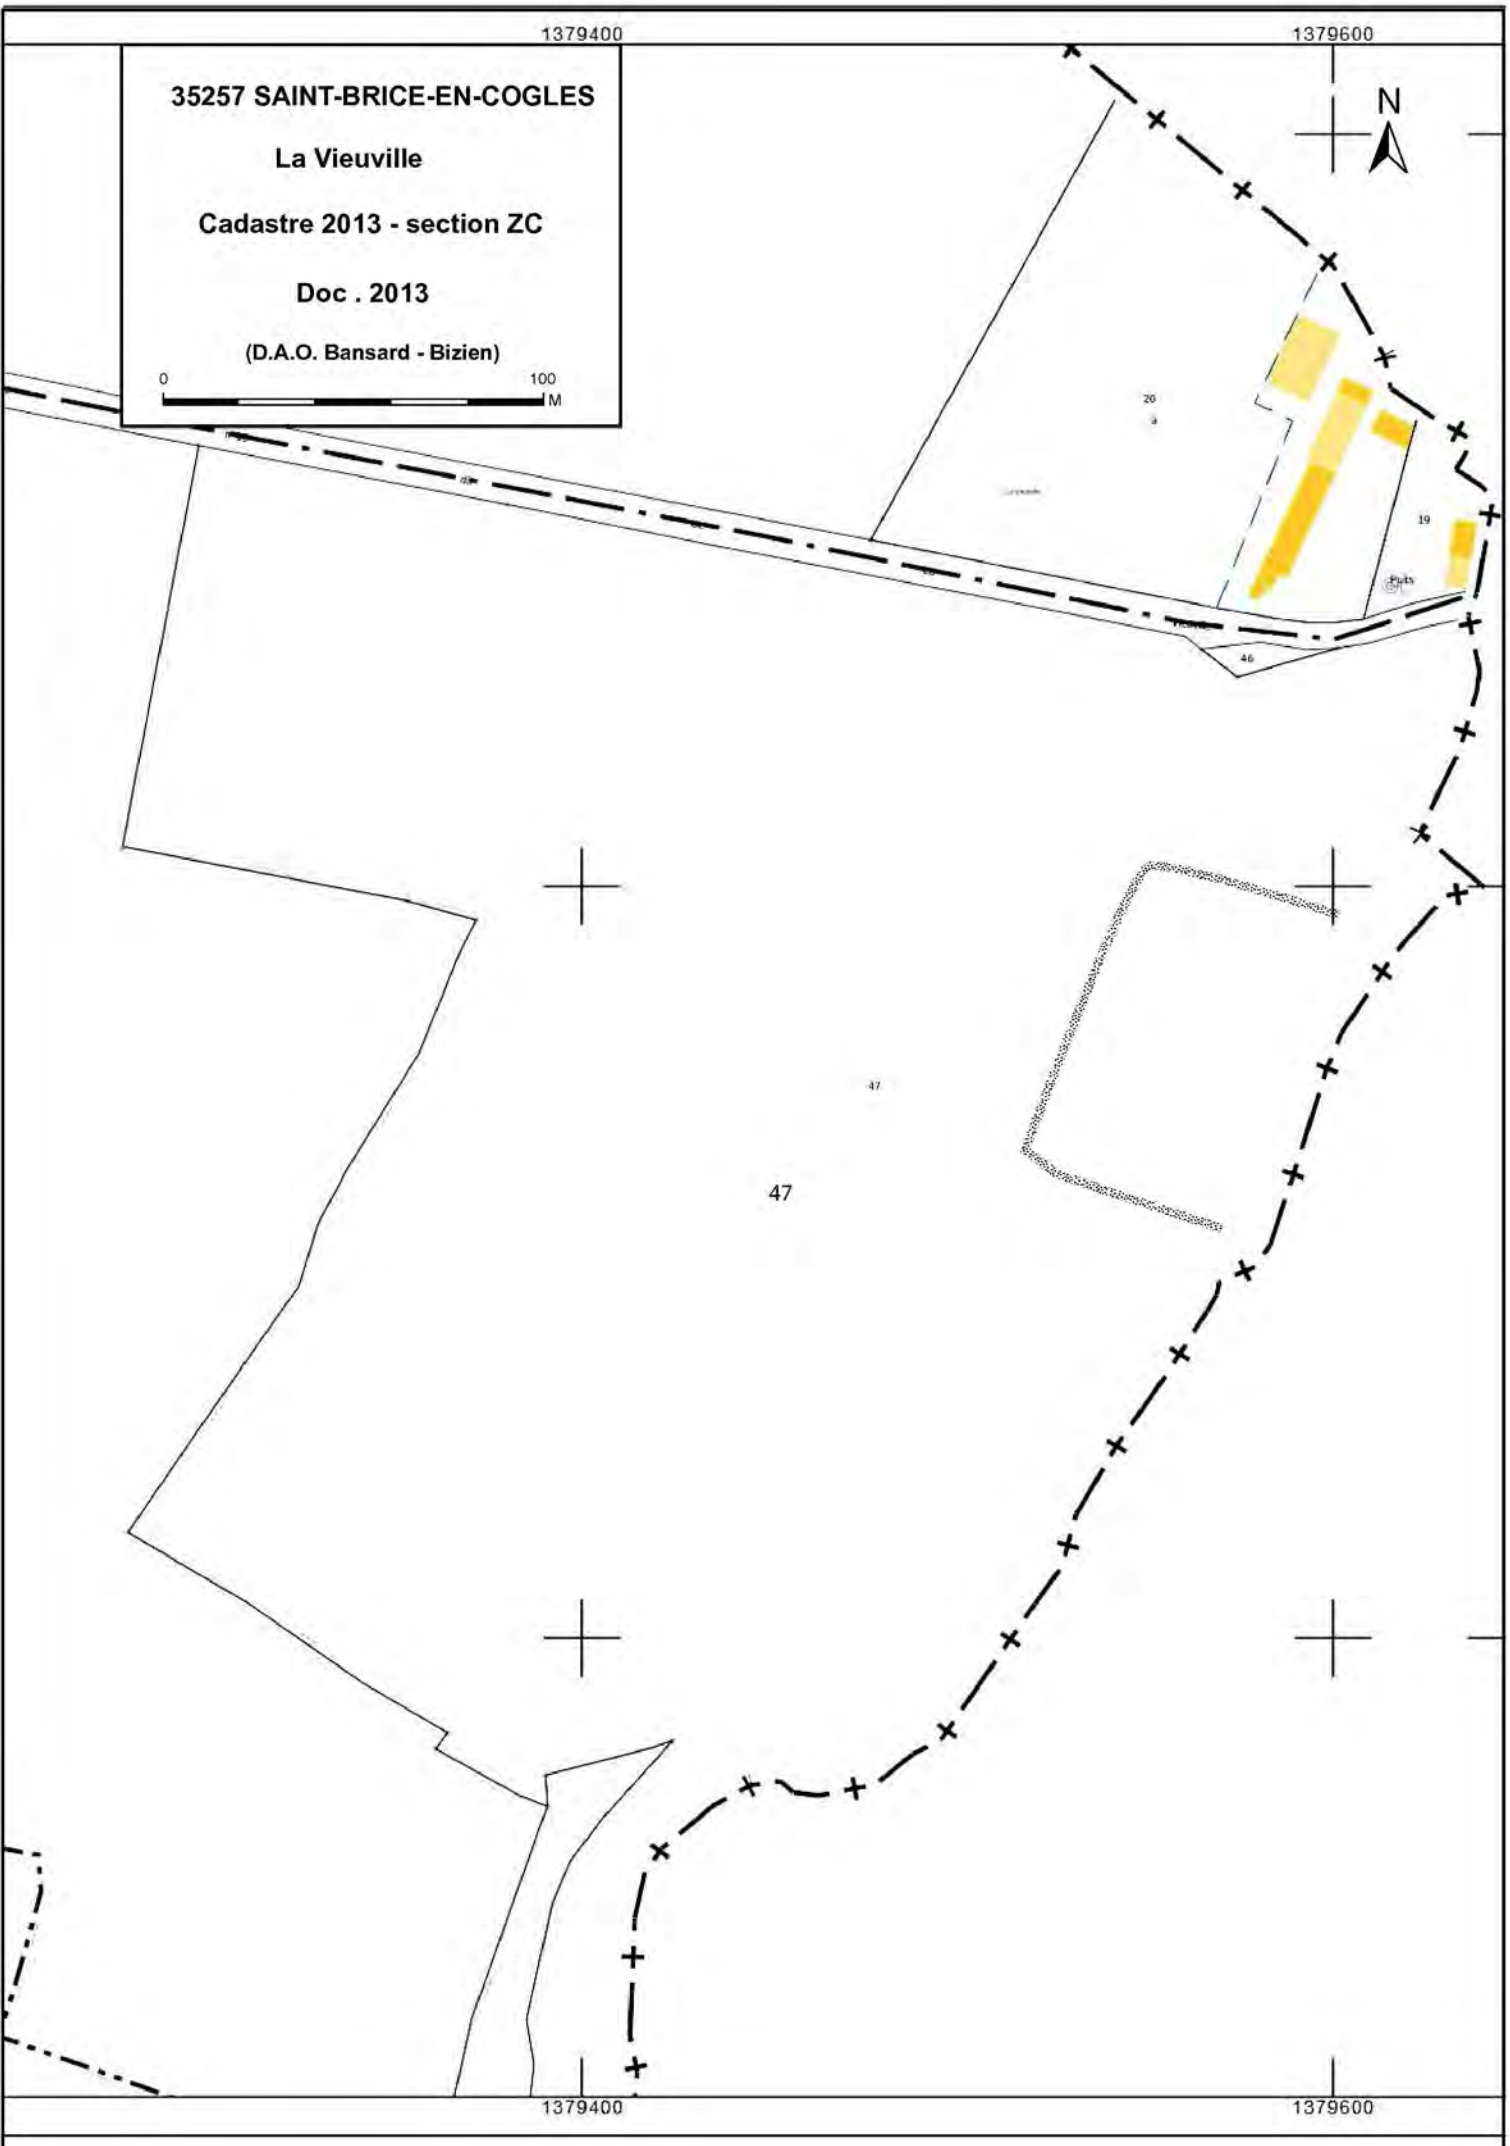 1379400 1379600
35257 SAINT-BRICE-EN-COGLES
La Vieuville
Cadastre 2013 - section ZC
Doc . 2013
(D.A.O. Bansard - Bizien)
0 100
M
N
20
a
de
19
Puits
46
47
47
1379400 1379600